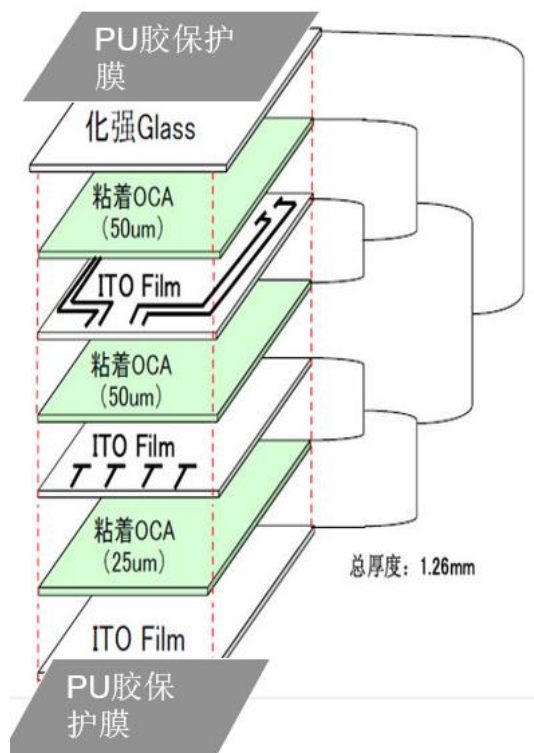 PU胶保护
膜
化强Glass
粘着OCA
(50um)
ITO Film
粘着OCA
(50um)
ITO Film
粘着OCA
(25um)
总厚度：1.26mm
ITO Film
PU胶保
护膜